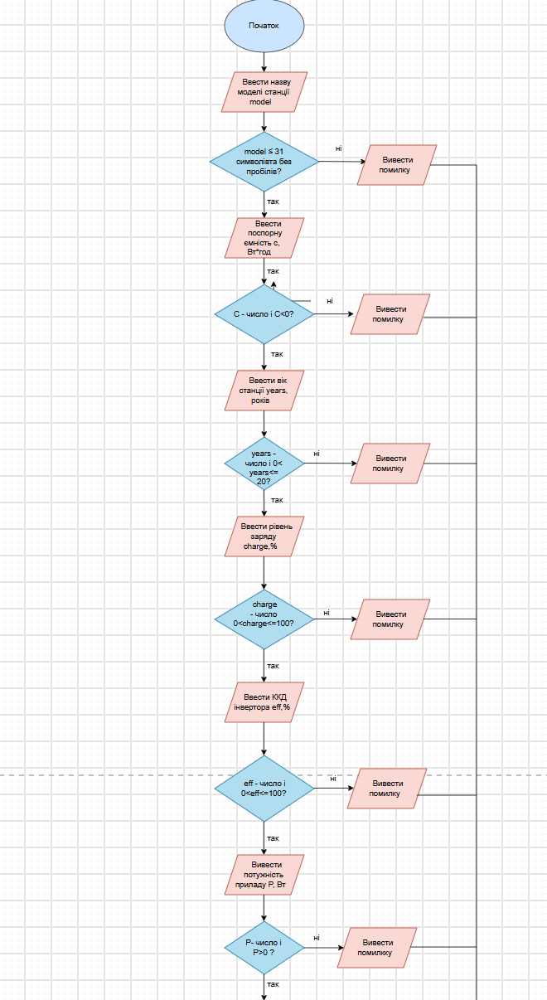 Початок
Ввести назву
моделі станції
model
model ≤ 31
символівта без
пробілів?
ні
Вивести
помилку
так
Ввести
поспорну
ємність c,
Вт*год
так
C - число і C<0?
ні
Вивести
помилку
так
Ввести вік
станції years,
років
years -
число і 0<
years<=
20?
ні
Вивести
помилку
так
Ввести рівень
заряду
charge,%
charge
- число
0<charge<=100?
ні
Вивести
помилку
так
Ввести ККД
інвертора eff,%
eff - число і
0<eff<=100?
ні
Вивести
помилку
так
Вивести
потужність
приладу P, Вт
P- число і
P>0 ?
ні
Вивести
помилкку
так